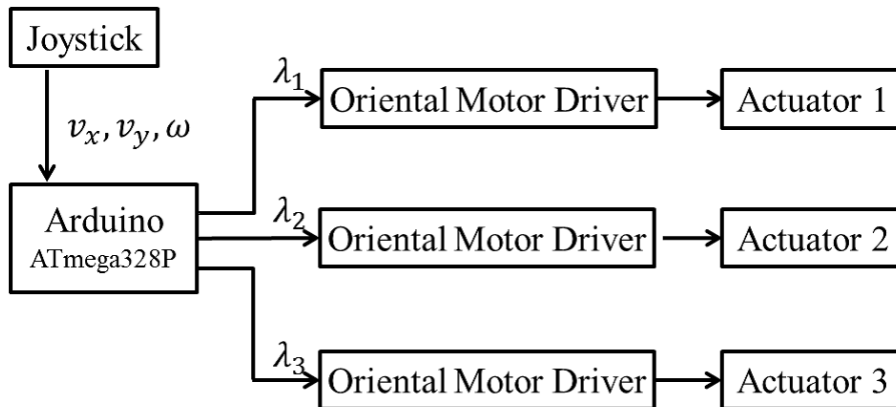 Joystick
v_x, v_y, ω
Arduino
ATmega328P
λ_1
Oriental Motor Driver
Actuator 1
λ_2
Oriental Motor Driver
Actuator 2
λ_3
Oriental Motor Driver
Actuator 3